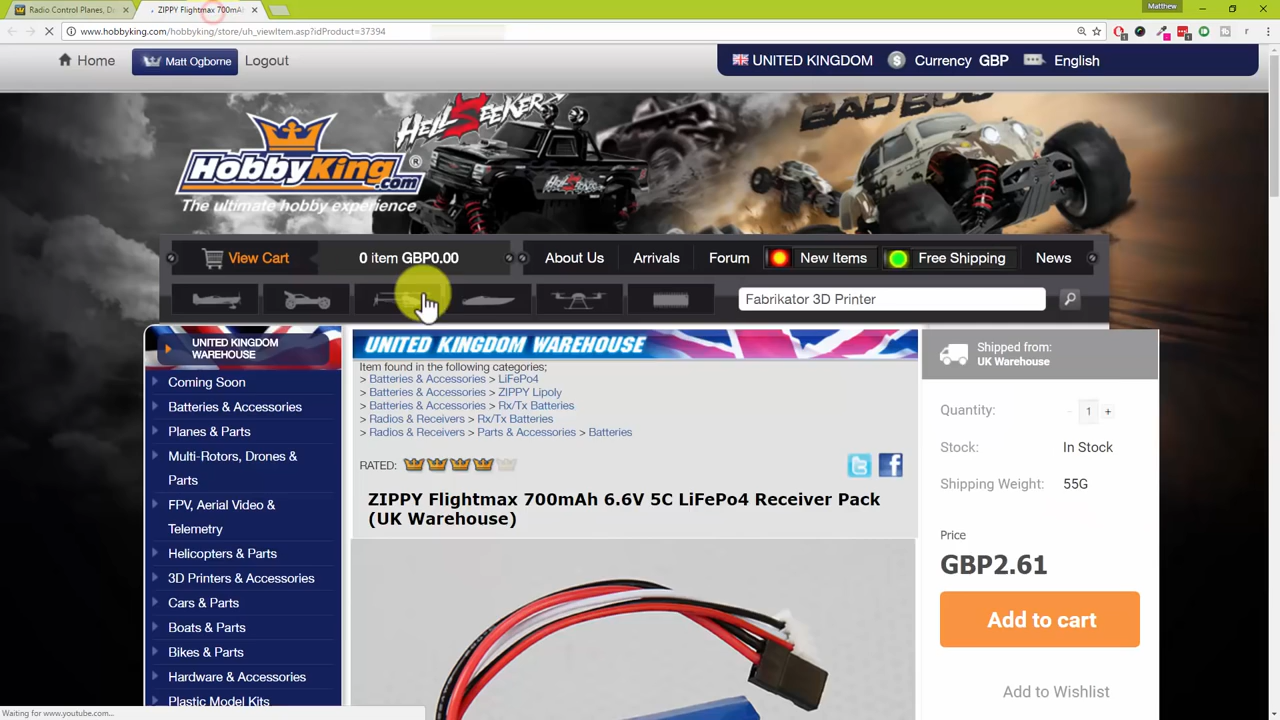 Radio Control Planes, D
ZIPPY Flightmax 700mA
Matthew
www.hobbyking.com/hobbyking/store/uh_viewItem.asp?idProduct=37394
Home
Matt Ogborne
Logout
UNITED KINGDOM
Currency GBP
English
HELLSEEKER
BAD BUG
HobbyKing.com
The ultimate hobby experience
View Cart
0 item GBP0.00
About Us
Arrivals
Forum
New Items
Free Shipping
News
Fabrikator 3D Printer
UNITED KINGDOM
WAREHOUSE
Coming Soon
Batteries & Accessories
Planes & Parts
Multi-Rotors, Drones &
Parts
FPV, Aerial Video &
Telemetry
Helicopters & Parts
3D Printers & Accessories
Cars & Parts
Boats & Parts
Bikes & Parts
Hardware & Accessories
Plastic Model Kits
UNITED KINGDOM WAREHOUSE
Item found in the following categories;
> Batteries & Accessories > LiFePo4
> Batteries & Accessories > ZIPPY Lipoly
> Batteries & Accessories > Rx/Tx Batteries
> Radios & Receivers > Rx/Tx Batteries
> Radios & Receivers > Parts & Accessories > Batteries
RATED:
ZIPPY Flightmax 700mAh 6.6V 5C LiFePo4 Receiver Pack
(UK Warehouse)
Shipped from:
UK Warehouse
Quantity: - 1 +
Stock: In Stock
Shipping Weight: 55G
Price
GBP2.61
Add to cart
Add to Wishlist
Waiting for www.youtube.com...